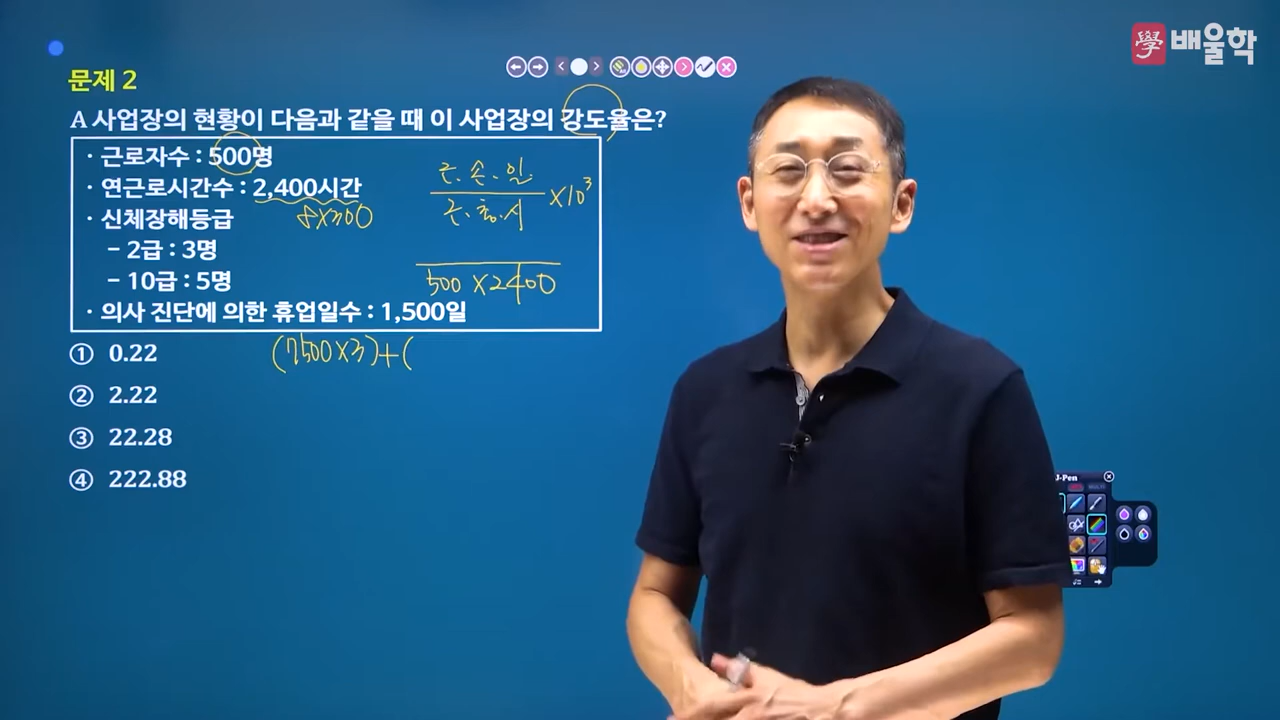 學 배울학
문제 2
A 사업장의 현황이 다음과 같을 때 이 사업장의 강도율은?
· 근로자수 : 500명
· 연근로시간수 : 2,400시간
8×300
· 신체장해등급
- 2급 : 3명
- 10급 : 5명
· 의사 진단에 의한 휴업일수 : 1,500일
근.손.일
근.총.시
×10³
500 ×2400
(7500×3)+(
① 0.22
② 2.22
③ 22.28
④ 222.88
J-Pen